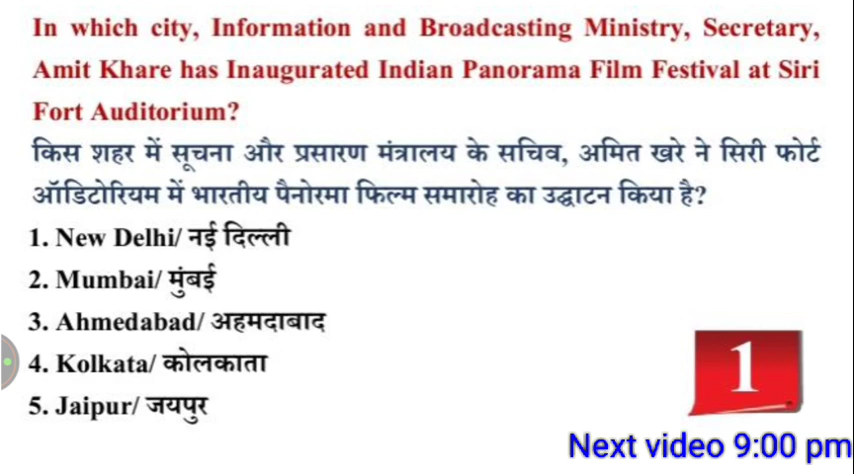 In which city, Information and Broadcasting Ministry, Secretary,
Amit Khare has Inaugurated Indian Panorama Film Festival at Siri
Fort Auditorium?
किस शहर में सूचना और प्रसारण मंत्रालय के सचिव, अमित खरे ने सिरी फोर्ट
ऑडिटोरियम में भारतीय पैनोरमा फिल्म समारोह का उद्घाटन किया है?
1. New Delhi/ नई दिल्ली
2. Mumbai/ मुंबई
3. Ahmedabad/ अहमदाबाद
4. Kolkata/ कोलकाता
5. Jaipur/ जयपुर
1
Next video 9:00 pm